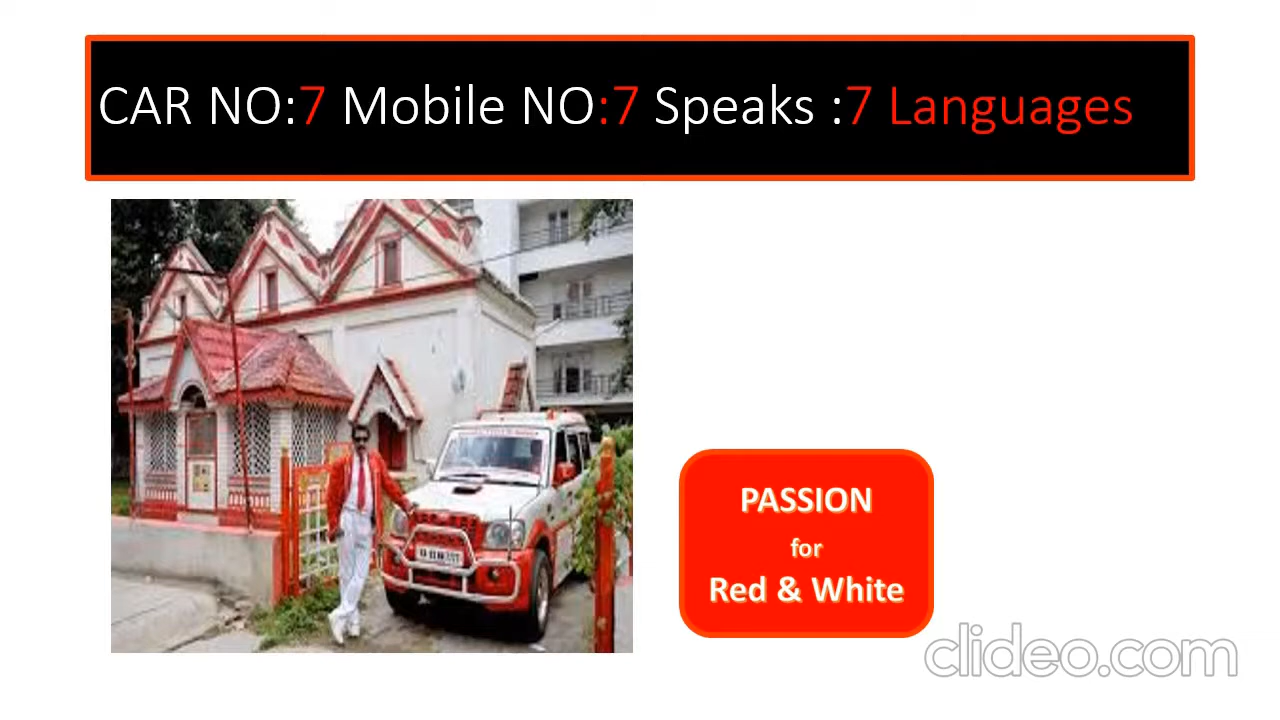 CAR NO:7 Mobile NO:7 Speaks :7 Languages
PASSION
for
Red & White
clideo.com